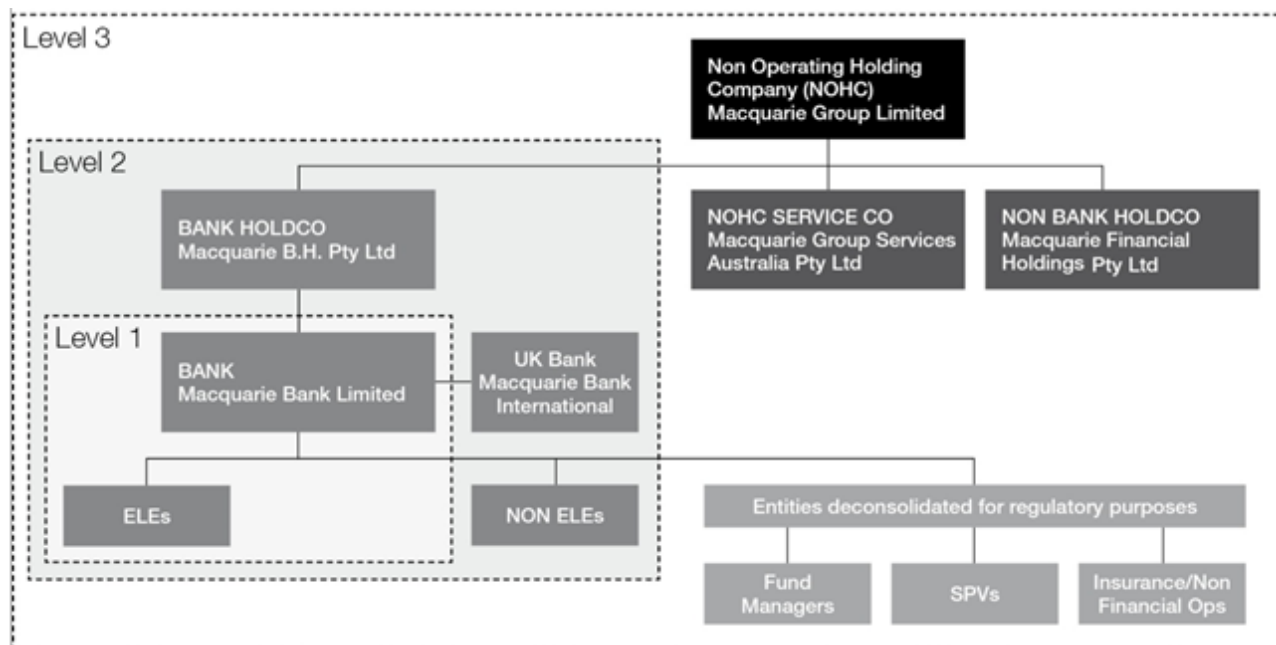 Level 3
Non Operating Holding
Company (NOHC)
Macquarie Group Limited
Level 2
BANK HOLDCO
Macquarie B.H. Pty Ltd
NOHC SERVICE CO
Macquarie Group Services
Australia Pty Ltd
NON BANK HOLDCO
Macquarie Financial
Holdings Pty Ltd
Level 1
BANK
Macquarie Bank Limited
UK Bank
Macquarie Bank
International
ELEs
NON ELEs
Entities deconsolidated for regulatory purposes
Fund
Managers
SPVs
Insurance/Non
Financial Ops